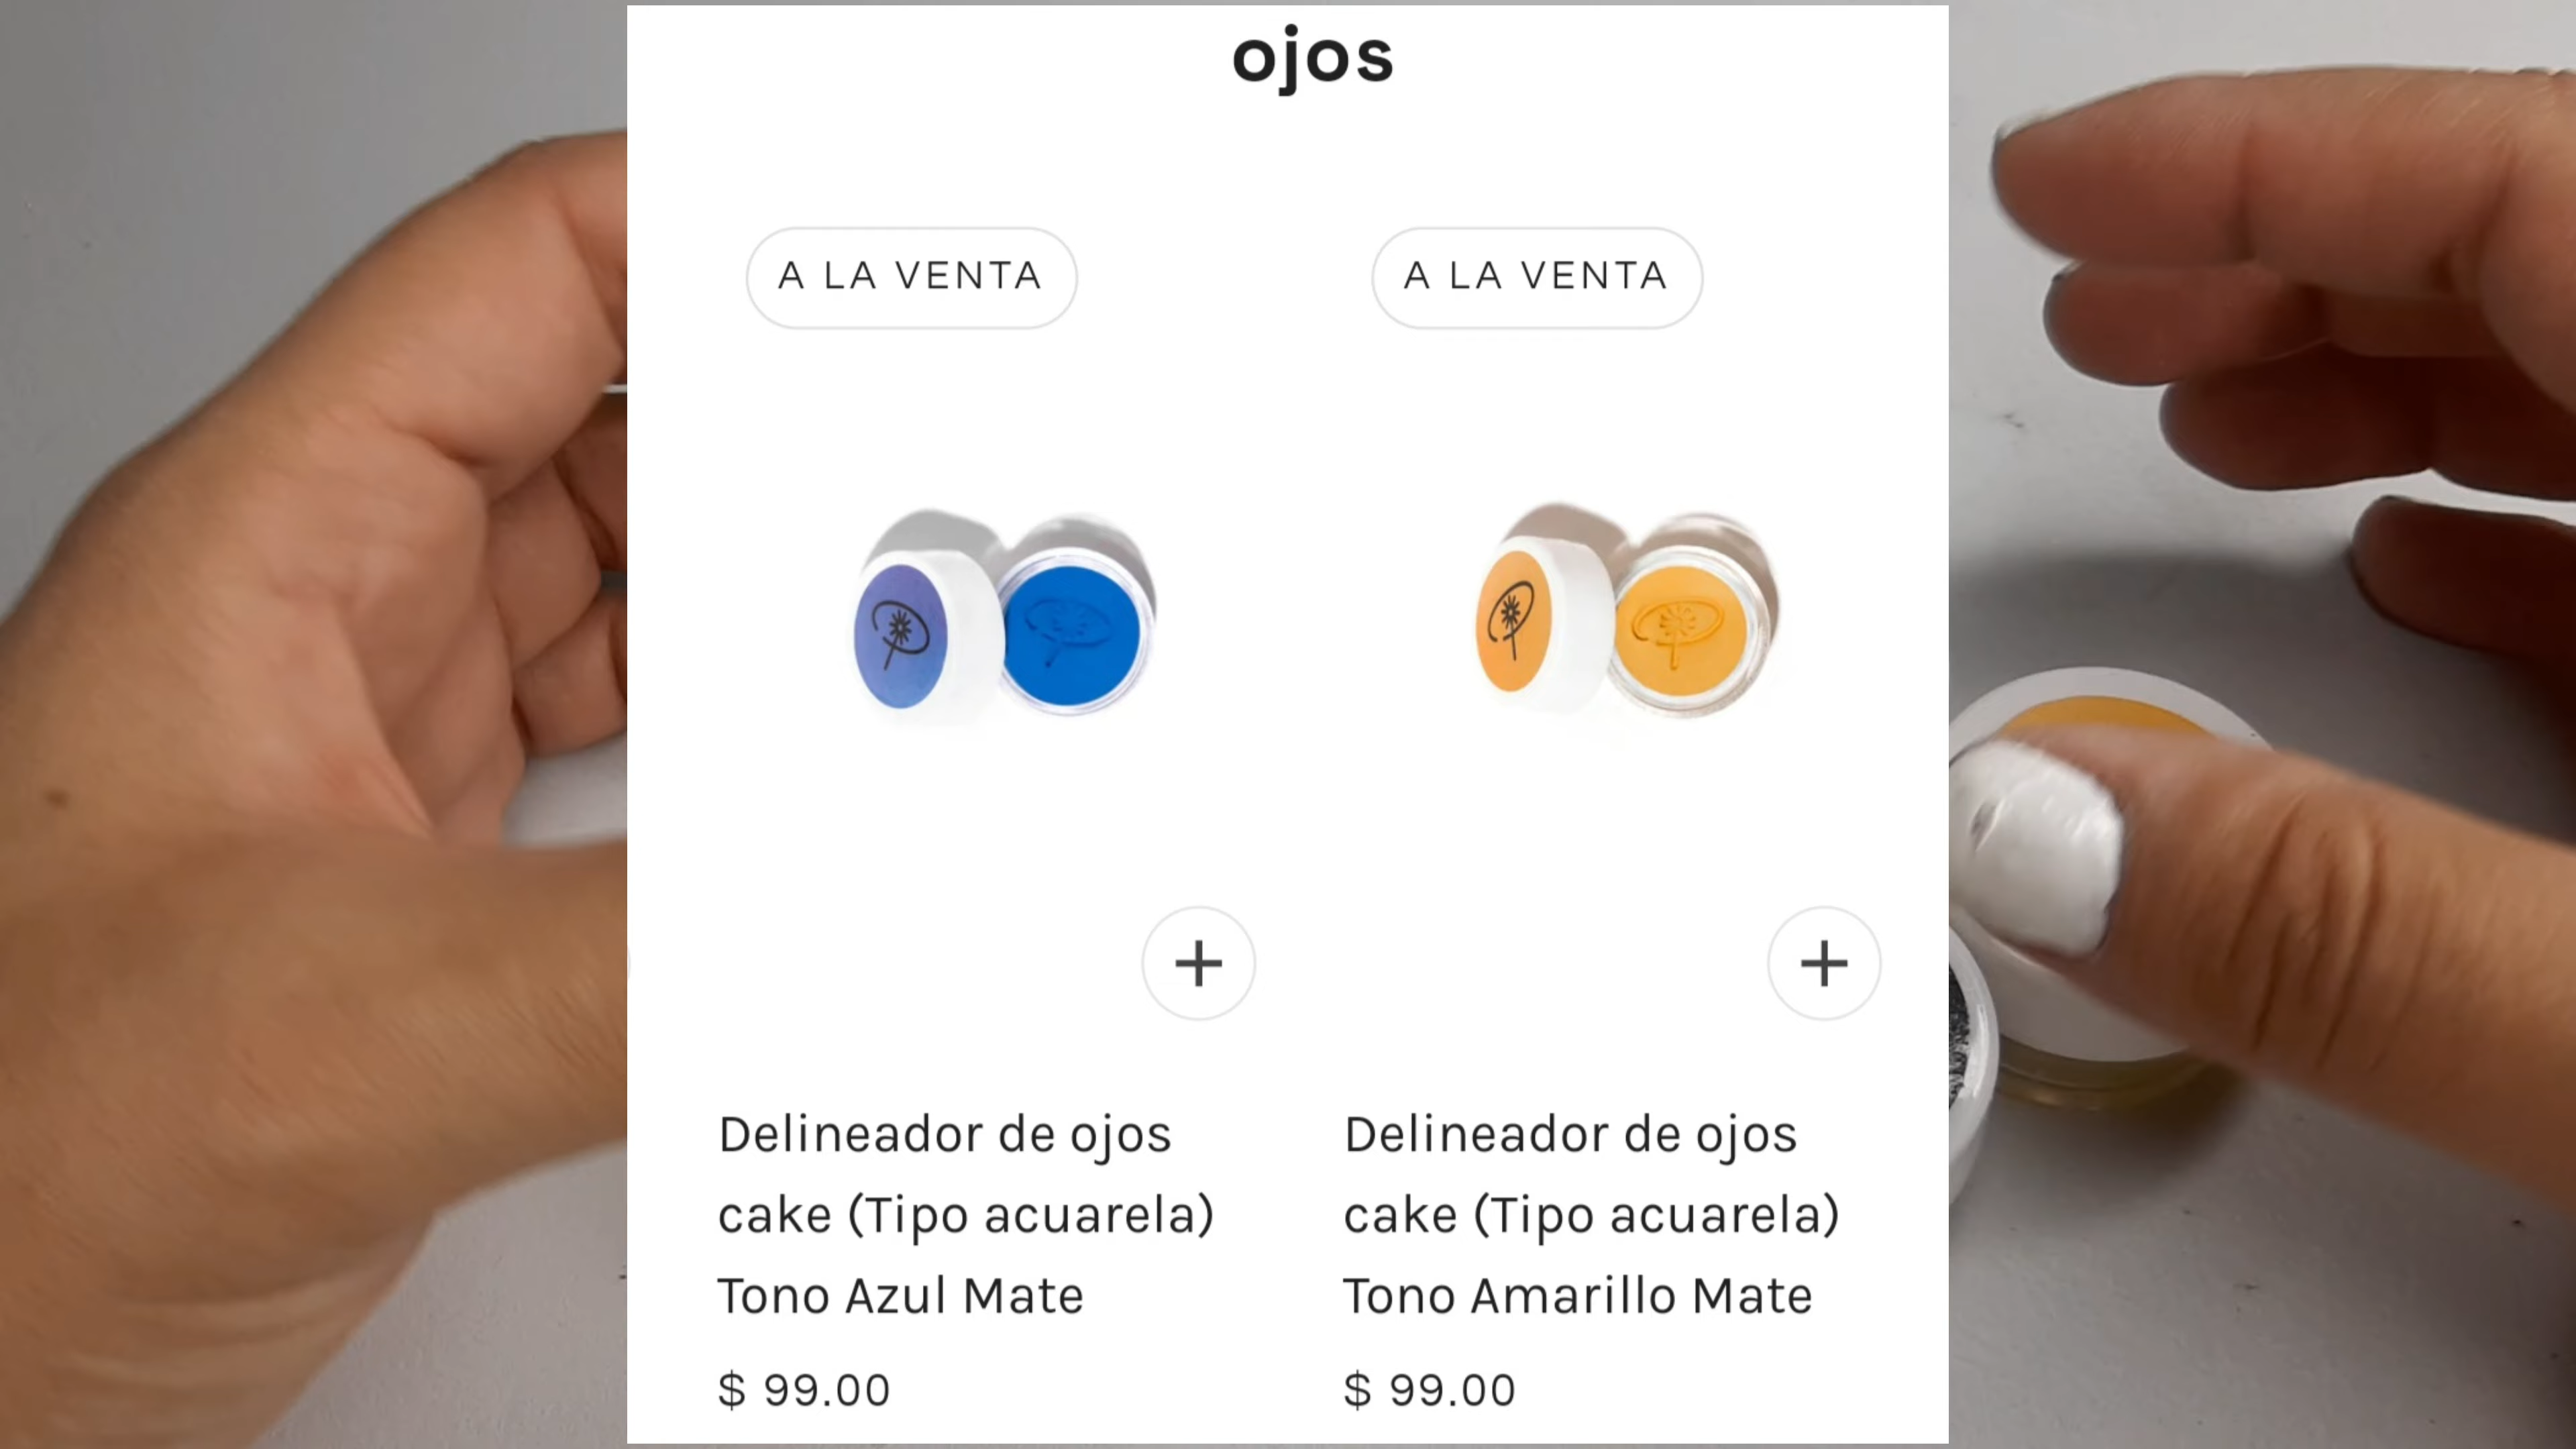 ojos
A LA VENTA
A LA VENTA
Delineador de ojos
cake (Tipo acuarela)
Tono Azul Mate
$ 99.00
Delineador de ojos
cake (Tipo acuarela)
Tono Amarillo Mate
$ 99.00